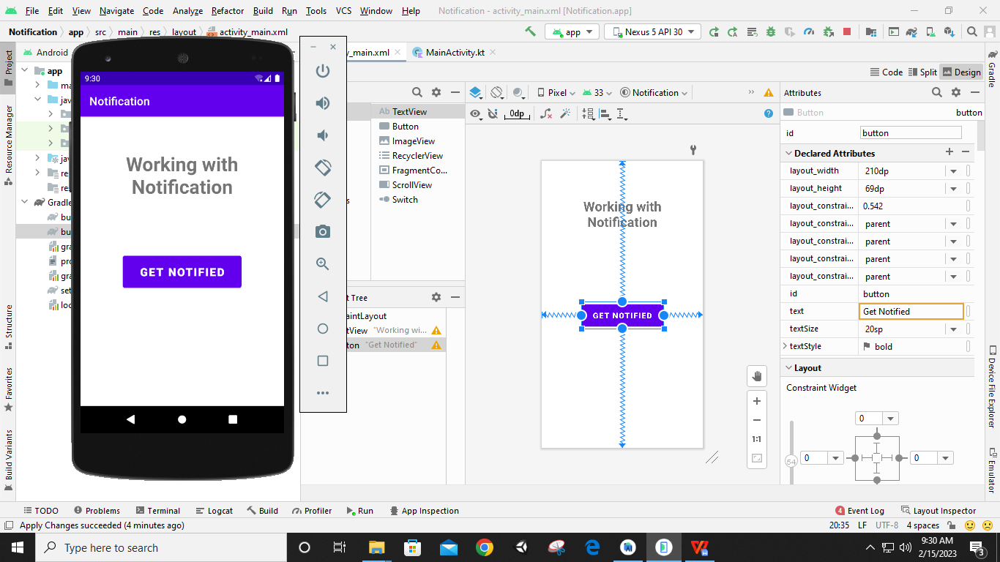 File Edit View Navigate Code Analyze Refactor Build Run Tools VCS Window Help Notification - activity_main.xml [Notification.app]
Notification app src main res layout activity_main.xml app Nexus 5 API 30
Android
_main.xml MainActivity.kt
Code Split Design
Project
Resource Manager
Structure
Favorites
Build Variants
app
ma
jav
jav
res
res
Gradle
bu
bu
gra
pro
gra
set
loc
9:30
Notification
Working with
Notification
GET NOTIFIED
Ab TextView
Button
ImageView
RecyclerView
FragmentCo...
ScrollView
Switch
s
t Tree
aintLayout
tView "Working wi...
ton "Get Notified"
Pixel 33 Notification
0dp
Working with
Notification
GET NOTIFIED
1:1
Attributes
Button button
id button
Declared Attributes
layout_width 210dp
layout_height 69dp
layout_constrai... 0.542
layout_constrai... parent
layout_constrai... parent
layout_constrai... parent
layout_constrai... parent
id button
text Get Notified
textSize 20sp
textStyle bold
Layout
Constraint Widget
0
54 0 0
Gradle
Device File Explorer
Emulator
TODO Problems Terminal Logcat Build Profiler Run App Inspection 4 Event Log Layout Inspector
Apply Changes succeeded (4 minutes ago) 20:35 LF UTF-8 4 spaces
Type here to search 9:30 AM
2/15/2023
3